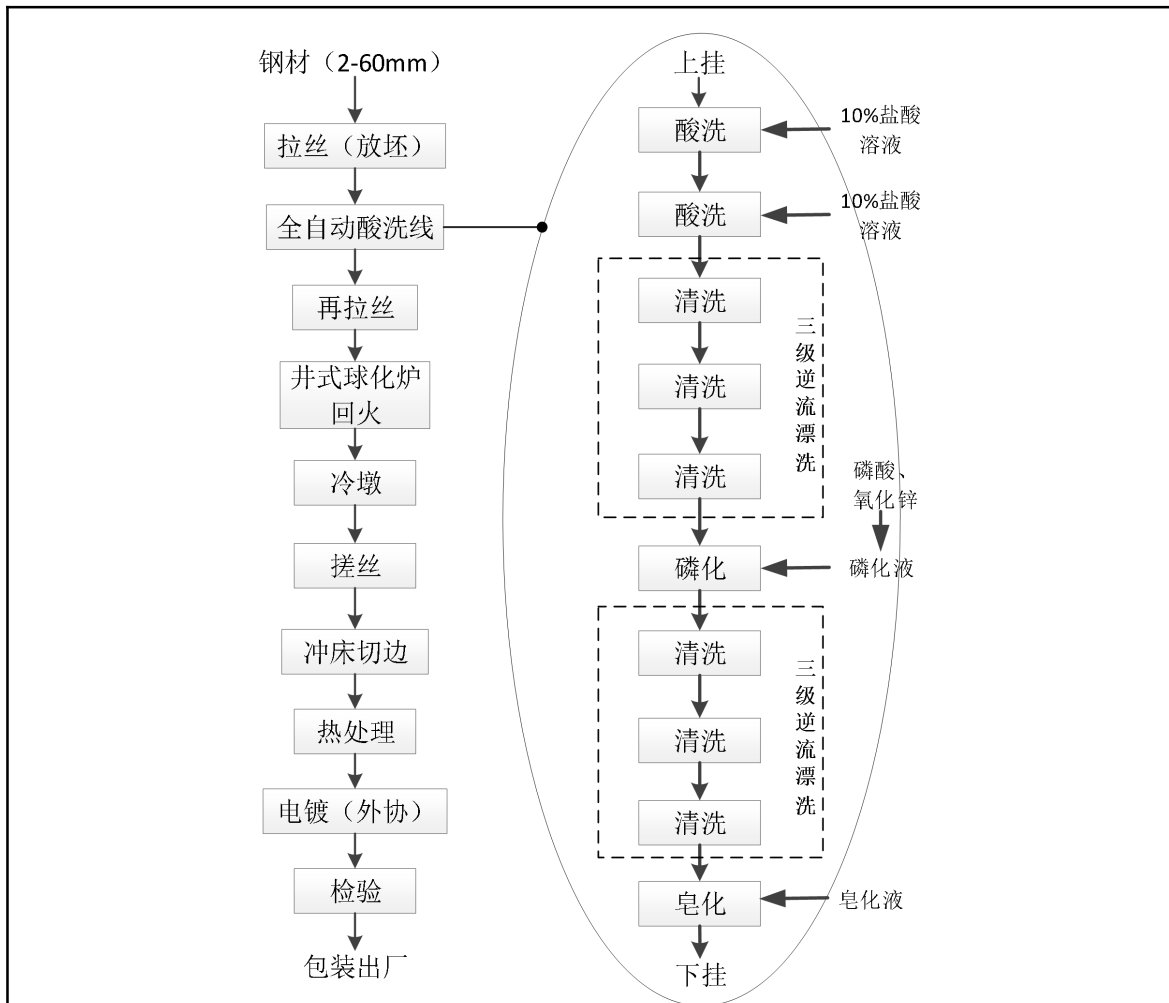 钢材（2-60mm）
拉丝（放坯）
全自动酸洗线
再拉丝
井式球化炉
回火
冷墩
搓丝
冲床切边
热处理
电镀（外协）
检验
包装出厂
上挂
酸洗
10%盐酸
溶液
酸洗
10%盐酸
溶液
清洗
清洗
清洗
三级逆流漂洗
磷酸、
氧化锌
磷化
磷化液
清洗
清洗
清洗
三级逆流漂洗
皂化
皂化液
下挂